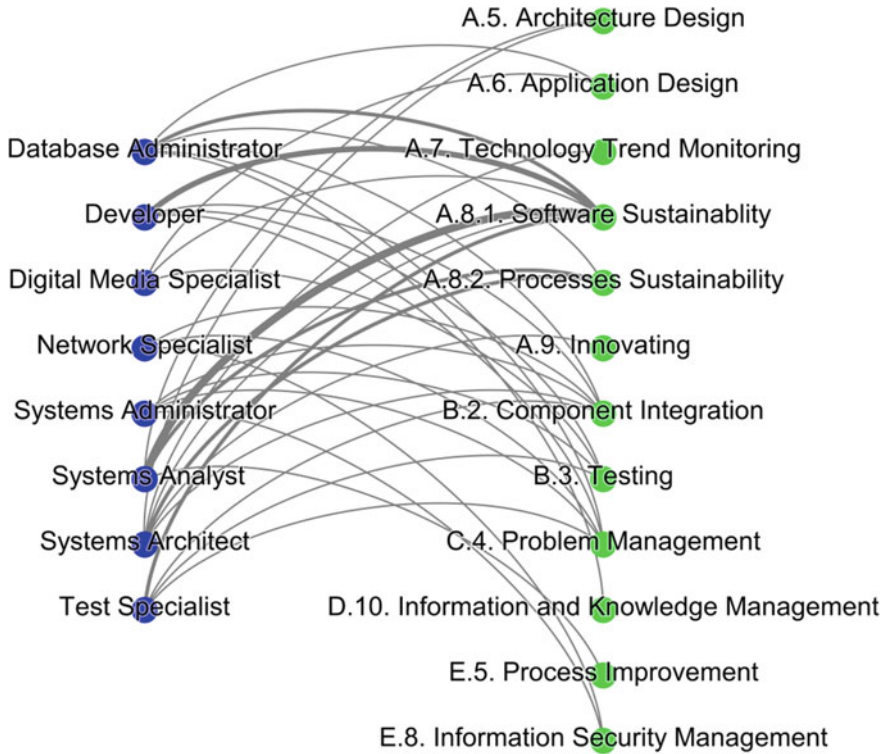 A.5. Architecture Design
A.6. Application Design
Database Administrator
A.7. Technology Trend Monitoring
Developer
A.8.1. Software Sustainablity
Digital Media Specialist
A.8.2. Processes Sustainability
Network Specialist
A.9. Innovating
Systems Administrator
B.2. Component Integration
Systems Analyst
B.3. Testing
Systems Architect
C.4. Problem Management
Test Specialist
D.10. Information and Knowledge Management
E.5. Process Improvement
E.8. Information Security Management